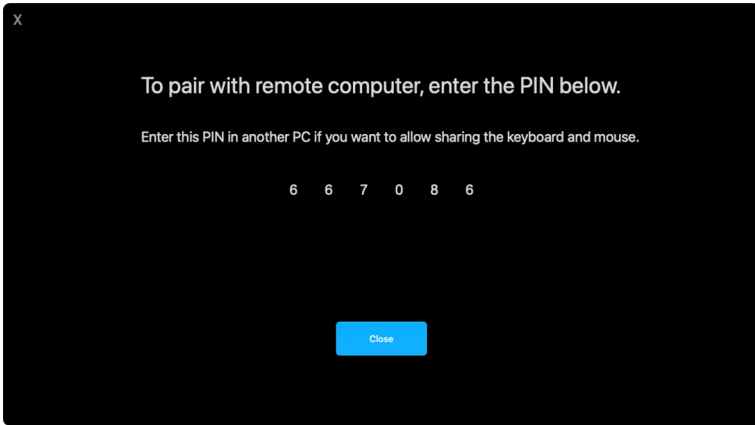 X
To pair with remote computer, enter the PIN below.
Enter this PIN in another PC if you want to allow sharing the keyboard and mouse.
6 6 7 0 8 6
Close